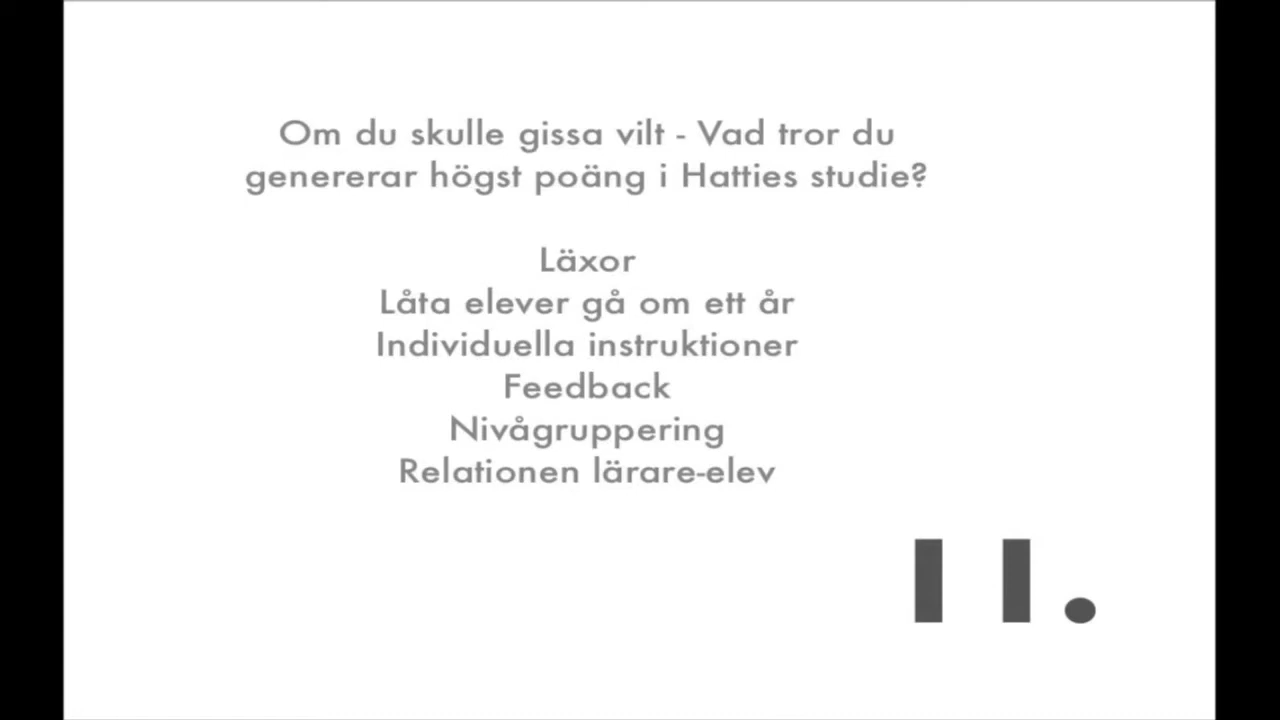 Om du skulle gissa vilt - Vad tror du
genererar högst poäng i Hatties studie?
Läxor
Låta elever gå om ett år
Individuella instruktioner
Feedback
Nivågruppering
Relationen lärare-elev
11.